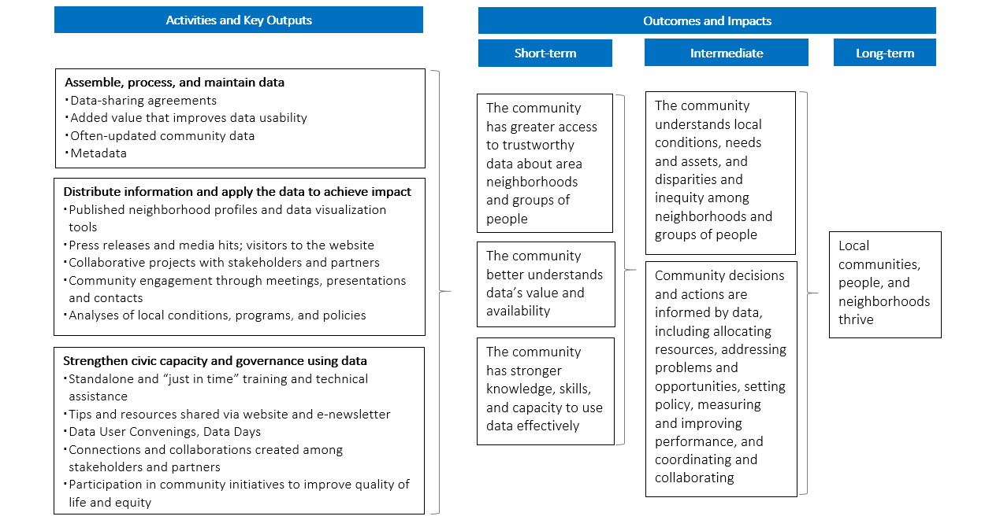 Activities and Key Outputs
Assemble, process, and maintain data
·Data-sharing agreements
·Added value that improves data usability
·Often-updated community data
·Metadata
Distribute information and apply the data to achieve impact
·Published neighborhood profiles and data visualization
tools
·Press releases and media hits; visitors to the website
·Collaborative projects with stakeholders and partners
·Community engagement through meetings, presentations
and contacts
·Analyses of local conditions, programs, and policies
Strengthen civic capacity and governance using data
·Standalone and “just in time” training and technical
assistance
·Tips and resources shared via website and e-newsletter
·Data User Convenings, Data Days
·Connections and collaborations created among
stakeholders and partners
·Participation in community initiatives to improve quality of
life and equity
Outcomes and Impacts
Short-term
The community
has greater access
to trustworthy
data about area
neighborhoods
and groups of
people
The community
better understands
data’s value and
availability
The community
has stronger
knowledge, skills,
and capacity to use
data effectively
Intermediate
The community
understands local
conditions, needs
and assets, and
disparities and
inequity among
neighborhoods and
groups of people
Community decisions
and actions are
informed by data,
including allocating
resources, addressing
problems and
opportunities, setting
policy, measuring
and improving
performance, and
coordinating and
collaborating
Long-term
Local
communities,
people, and
neighborhoods
thrive